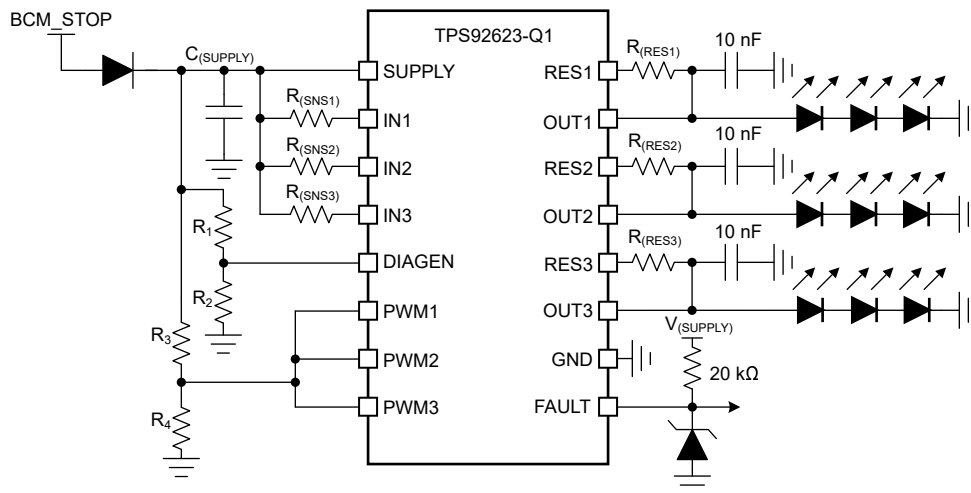 BCM_STOP
C(SUPPLY)
TPS92623-Q1
SUPPLY
RES1
R(RES1)
10 nF
R(SNS1)
IN1
OUT1
R(RES2)
10 nF
R(SNS2)
IN2
RES2
R(SNS3)
IN3
OUT2
R(RES3)
10 nF
R1
DIAGEN
RES3
R2
PWM1
OUT3
V(SUPPLY)
R3
PWM2
GND
20 kΩ
R4
PWM3
FAULT